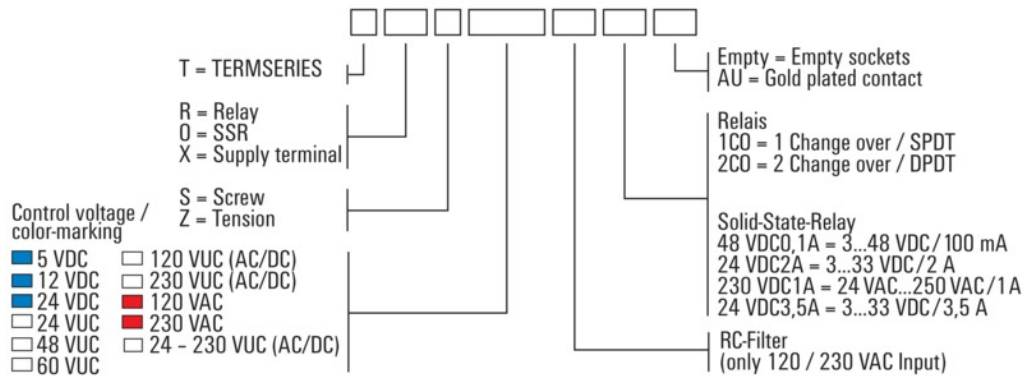 T = TERMSERIES
R = Relay
O = SSR
X = Supply terminal
S = Screw
Z = Tension
Control voltage /
color-marking
5 VDC
12 VDC
24 VDC
24 VUC
48 VUC
60 VUC
120 VUC (AC/DC)
230 VUC (AC/DC)
120 VAC
230 VAC
24 – 230 VUC (AC/DC)
Empty = Empty sockets
AU = Gold plated contact
Relais
1CO = 1 Change over / SPDT
2CO = 2 Change over / DPDT
Solid-State-Relay
48 VDC0,1A = 3...48 VDC/100 mA
24 VDC2A = 3...33 VDC/2 A
230 VDC1A = 24 VAC...250 VAC/1 A
24 VDC3,5A = 3...33 VDC/3,5 A
RC-Filter
(only 120 / 230 VAC Input)